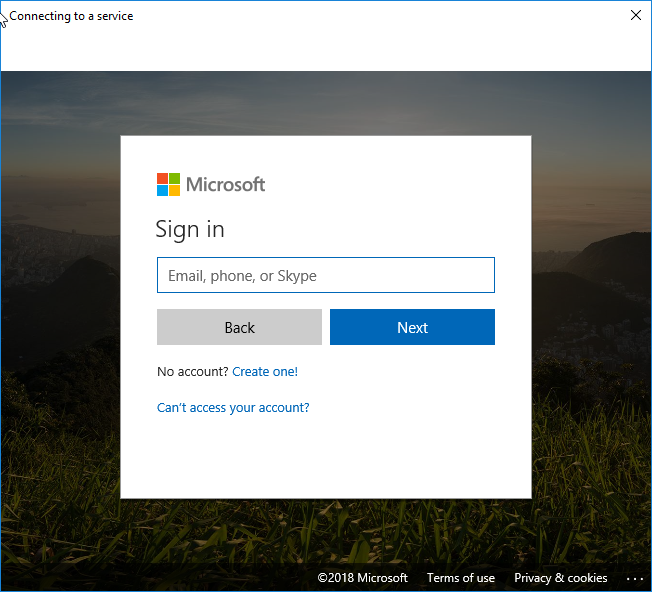 Connecting to a service
Microsoft
Sign in
Email, phone, or Skype
Back Next
No account? Create one!
Can't access your account?
©2018 Microsoft Terms of use Privacy & cookies ...